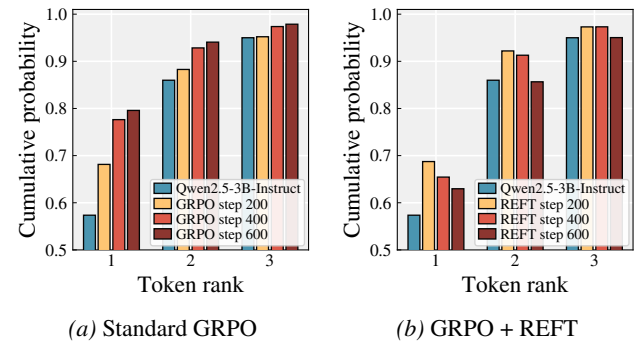 Cumulative probability
1.0
0.9
0.8
0.7
0.6
0.5
Qwen2.5-3B-Instruct
GRPO step 200
GRPO step 400
GRPO step 600
1 2 3
Token rank
(a) Standard GRPO
Cumulative probability
1.0
0.9
0.8
0.7
0.6
0.5
Qwen2.5-3B-Instruct
REFT step 200
REFT step 400
REFT step 600
1 2 3
Token rank
(b) GRPO + REFT